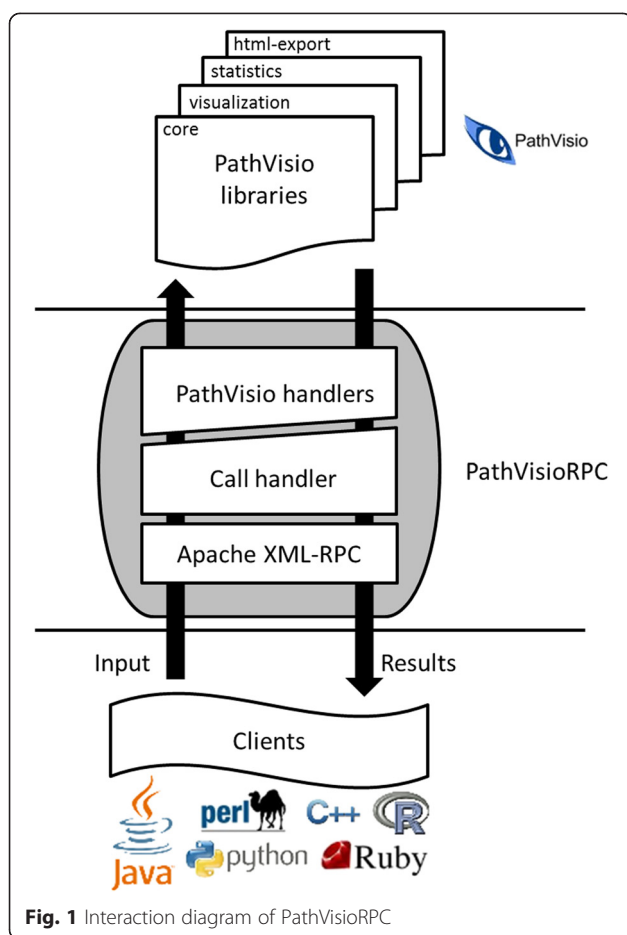 html-export
statistics
visualization
core
PathVisio
libraries
PathVisio
PathVisio handlers
Call handler
Apache XML-RPC
PathVisioRPC
Input
Results
Clients
Java
perl
C++
R
python
Ruby
Fig. 1 Interaction diagram of PathVisioRPC